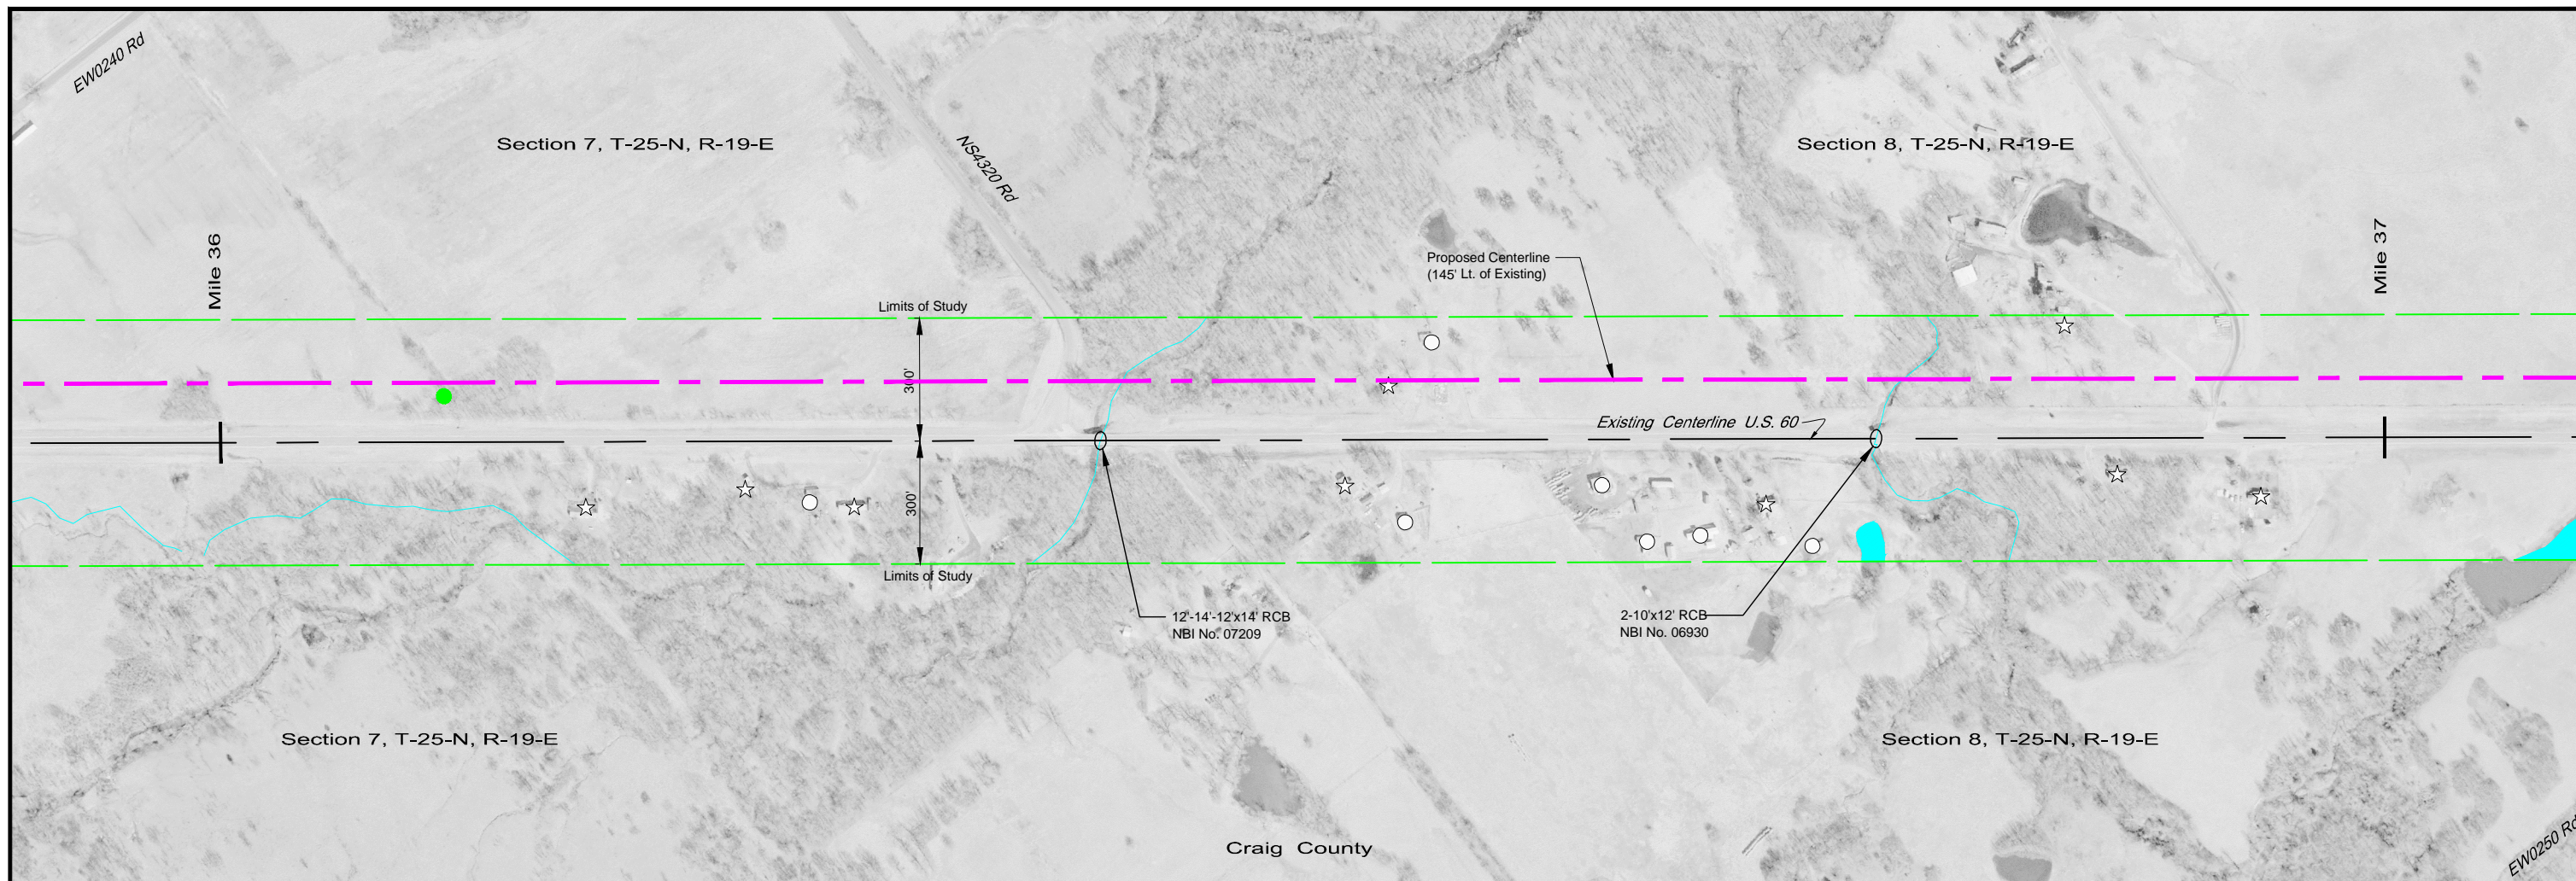 EW0240 Rd
Section 7, T-25-N, R-19-E
NS4320 Rd
Section 8, T-25-N, R-19-E
Mile 36
Mile 37
Proposed Centerline
(145' Lt. of Existing)
Limits of Study
300'
Existing Centerline U.S. 60
300'
Limits of Study
12'-14'-12'x14' RCB
NBI No. 07209
2-10'x12' RCB
NBI No. 06930
Section 7, T-25-N, R-19-E
Section 8, T-25-N, R-19-E
Craig County
EW0250 Rd